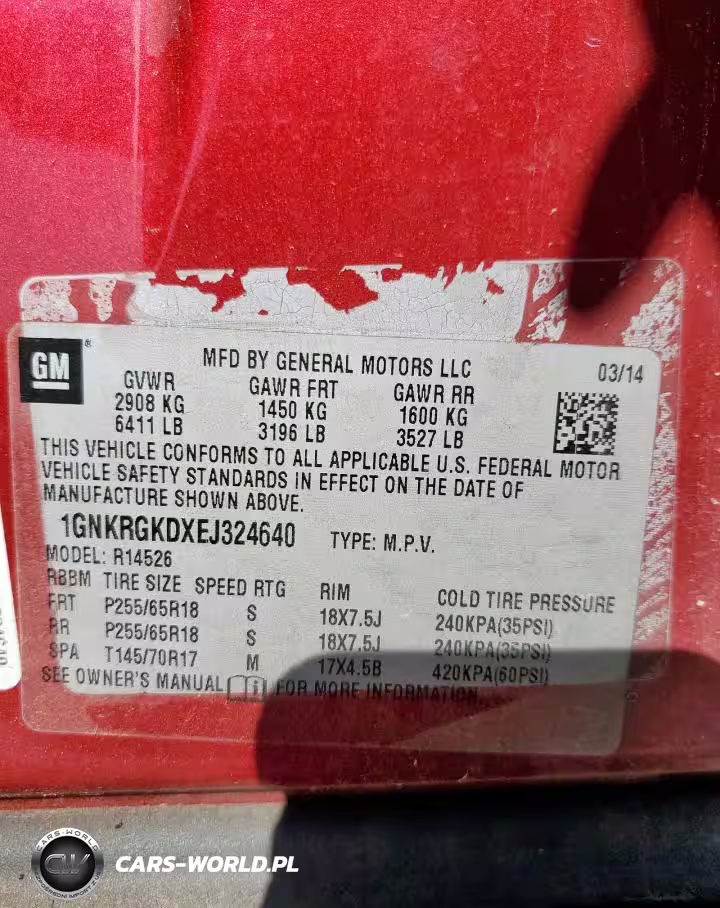 GM
®
MFD BY GENERAL MOTORS LLC
03/14
GVWR GAWR FRT GAWR RR
2908 KG 1450 KG 1600 KG
6411 LB 3196 LB 3527 LB
THIS VEHICLE CONFORMS TO ALL APPLICABLE U.S. FEDERAL MOTOR
VEHICLE SAFETY STANDARDS IN EFFECT ON THE DATE OF
MANUFACTURE SHOWN ABOVE.
1GNKRGKDXEJ324640 TYPE: M.P.V.
MODEL: R14526
RBBM TIRE SIZE SPEED RTG RIM COLD TIRE PRESSURE
FRT P255/65R18 S 18X7.5J 240KPA(35PSI)
RR P255/65R18 S 18X7.5J 240KPA(35PSI)
SPA T145/70R17 M 17X4.5B 420KPA(60PSI)
SEE OWNER'S MANUAL FOR MORE INFORMATION.
CARS-WORLD
CW
CARS-WORLD.PL